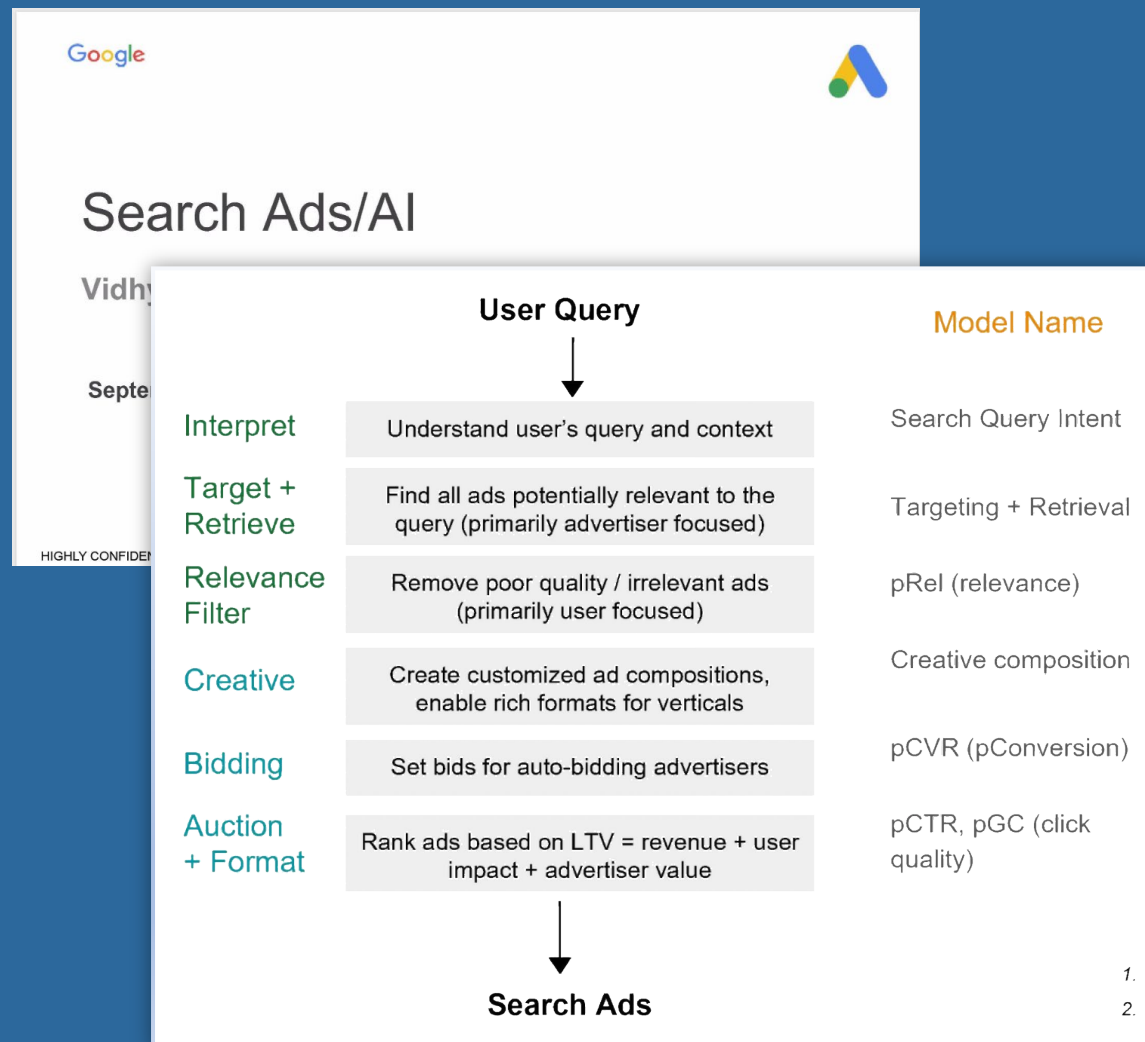 Google
Search Ads/AI
Vidhy
Septe
HIGHLY CONFIDEN
User Query
Model Name
Interpret
Understand user's query and context
Search Query Intent
Target +
Retrieve
Find all ads potentially relevant to the
query (primarily advertiser focused)
Targeting + Retrieval
Relevance
Filter
Remove poor quality / irrelevant ads
(primarily user focused)
pRel (relevance)
Creative
Create customized ad compositions,
enable rich formats for verticals
Creative composition
Bidding
Set bids for auto-bidding advertisers
pCVR (pConversion)
Auction
+ Format
Rank ads based on LTV = revenue + user
impact + advertiser value
pCTR, pGC (click
quality)
Search Ads
1.
2.